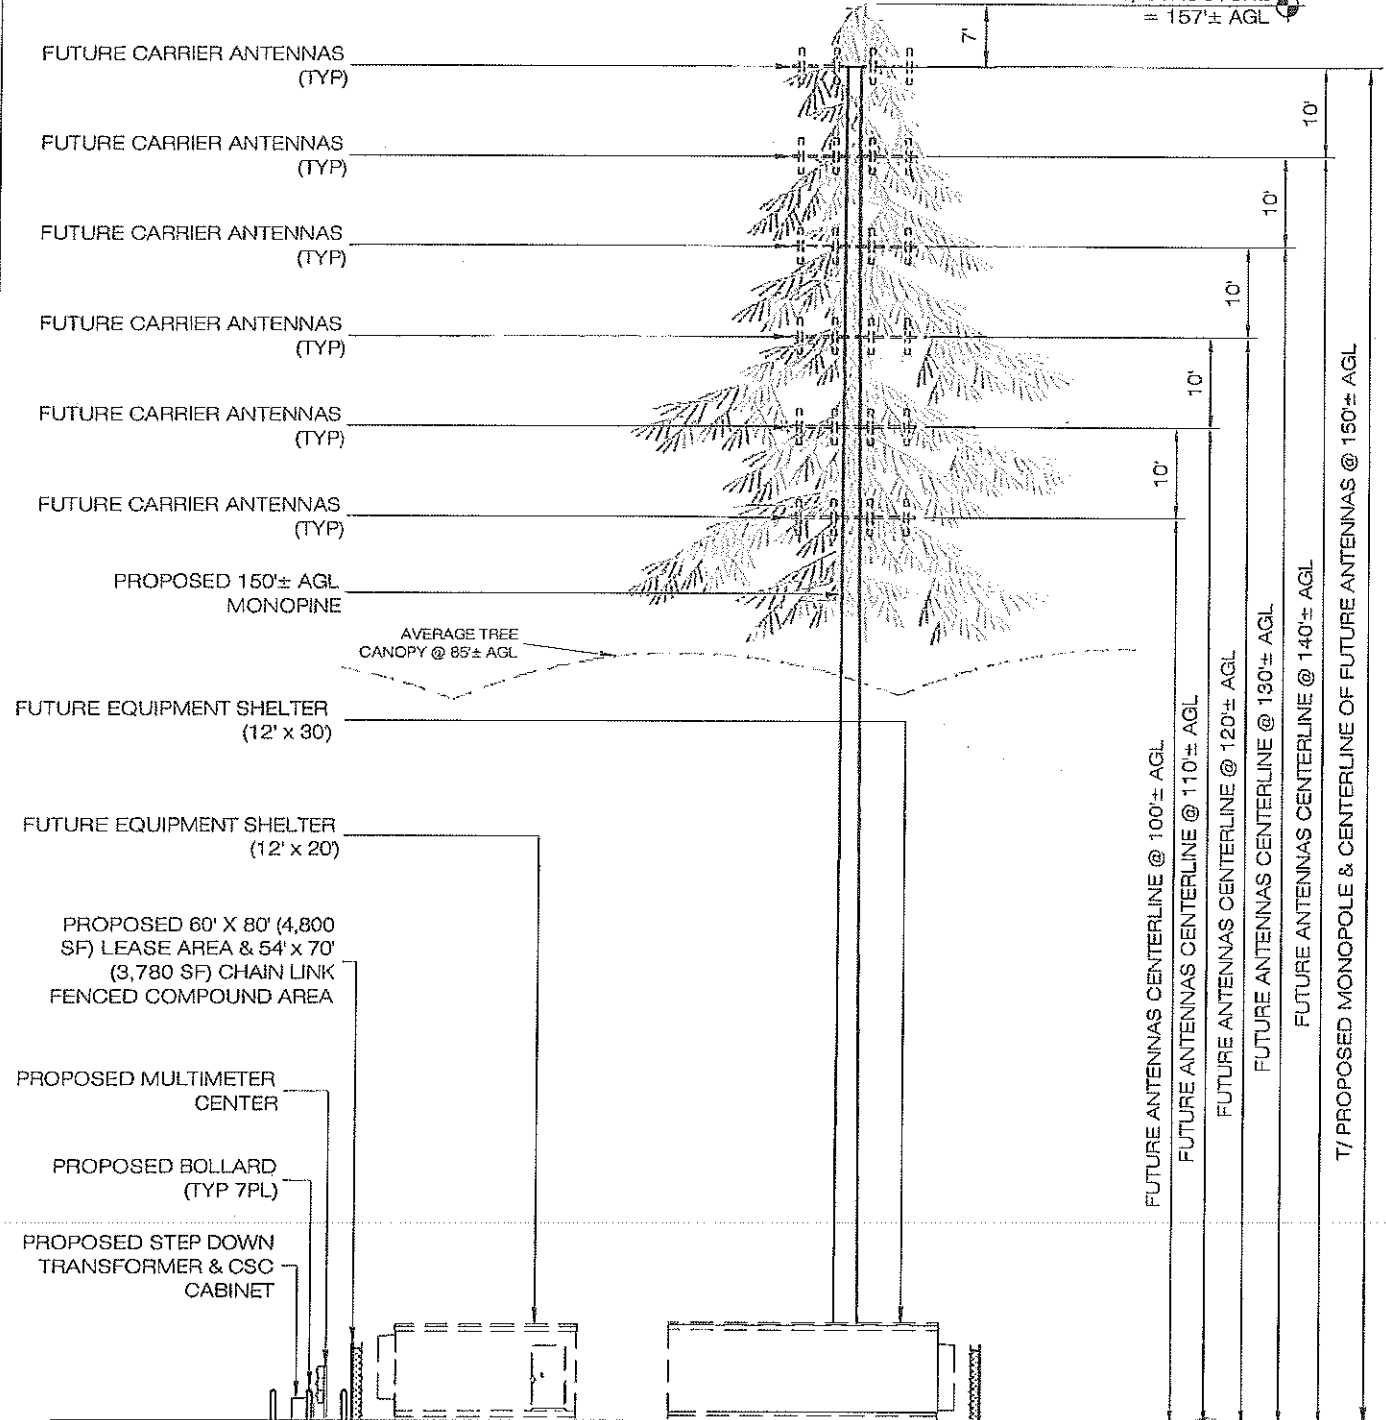 = 157'± AGL
7'
FUTURE CARRIER ANTENNAS
(TYP)
10'
FUTURE CARRIER ANTENNAS
(TYP)
10'
FUTURE CARRIER ANTENNAS
(TYP)
10'
FUTURE CARRIER ANTENNAS
(TYP)
10'
FUTURE CARRIER ANTENNAS
(TYP)
10'
FUTURE CARRIER ANTENNAS
(TYP)
PROPOSED 150'± AGL
MONOPINE
AVERAGE TREE
CANOPY @ 85'± AGL
FUTURE EQUIPMENT SHELTER
(12' x 30')
FUTURE EQUIPMENT SHELTER
(12' x 20')
PROPOSED 60' X 80' (4,800
SF) LEASE AREA & 54' x 70'
(3,780 SF) CHAIN LINK
FENCED COMPOUND AREA
PROPOSED MULTIMETER
CENTER
PROPOSED BOLLARD
(TYP 7PL)
PROPOSED STEP DOWN
TRANSFORMER & CSC
CABINET
FUTURE ANTENNAS CENTERLINE @ 100'± AGL
FUTURE ANTENNAS CENTERLINE @ 110'± AGL
FUTURE ANTENNAS CENTERLINE @ 120'± AGL
FUTURE ANTENNAS CENTERLINE @ 130'± AGL
FUTURE ANTENNAS CENTERLINE @ 140'± AGL
T/ PROPOSED MONOPOLE & CENTERLINE OF FUTURE ANTENNAS @ 150'± AGL